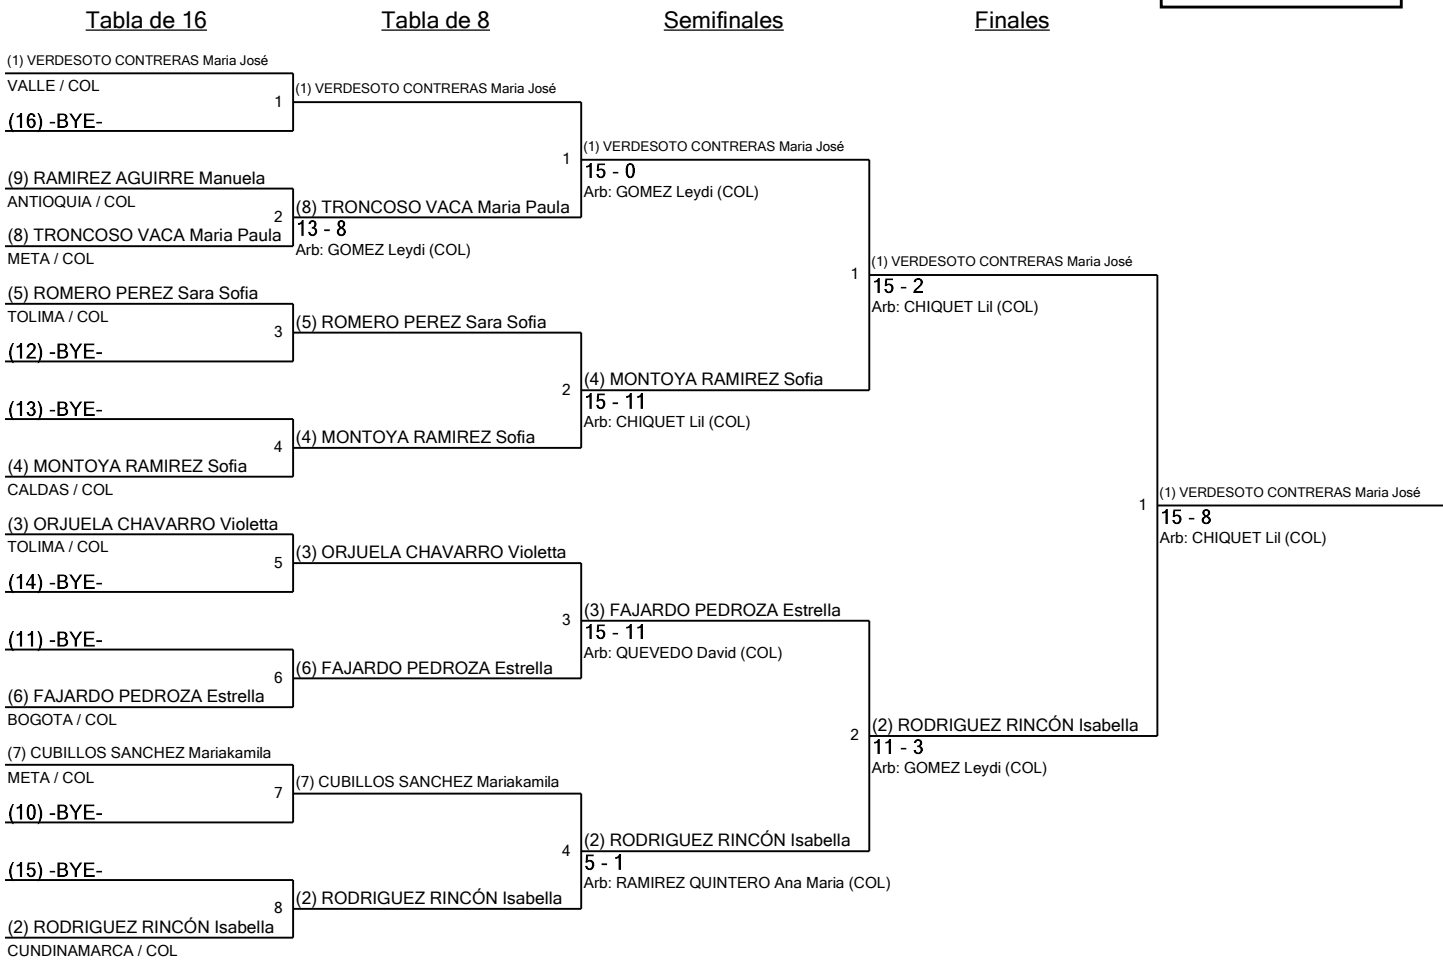 Tabla de 16
Tabla de 8
Semifinales
Finales
(1) VERDESOTO CONTRERAS Maria José
VALLE / COL
1
(16) -BYE-
(9) RAMIREZ AGUIRRE Manuela
ANTIOQUIA / COL
2
(8) TRONCOSO VACA Maria Paula
META / COL
(5) ROMERO PEREZ Sara Sofia
TOLIMA / COL
3
(12) -BYE-
(13) -BYE-
4
(4) MONTOYA RAMIREZ Sofia
CALDAS / COL
(3) ORJUELA CHAVARRO Violetta
TOLIMA / COL
5
(14) -BYE-
(11) -BYE-
6
(6) FAJARDO PEDROZA Estrella
BOGOTA / COL
(7) CUBILLOS SANCHEZ Mariakamila
META / COL
7
(10) -BYE-
(15) -BYE-
8
(2) RODRIGUEZ RINCÓN Isabella
CUNDINAMARCA / COL
(1) VERDESOTO CONTRERAS Maria José
1
(8) TRONCOSO VACA Maria Paula
13 - 8
Arb: GOMEZ Leydi (COL)
(5) ROMERO PEREZ Sara Sofia
2
(4) MONTOYA RAMIREZ Sofia
(3) ORJUELA CHAVARRO Violetta
3
(6) FAJARDO PEDROZA Estrella
(7) CUBILLOS SANCHEZ Mariakamila
4
(2) RODRIGUEZ RINCÓN Isabella
(1) VERDESOTO CONTRERAS Maria José
15 - 0
Arb: GOMEZ Leydi (COL)
1
(4) MONTOYA RAMIREZ Sofia
15 - 11
Arb: CHIQUET Lil (COL)
(3) FAJARDO PEDROZA Estrella
15 - 11
Arb: QUEVEDO David (COL)
2
(2) RODRIGUEZ RINCÓN Isabella
5 - 1
Arb: RAMIREZ QUINTERO Ana Maria (COL)
(1) VERDESOTO CONTRERAS Maria José
15 - 2
Arb: CHIQUET Lil (COL)
1
(2) RODRIGUEZ RINCÓN Isabella
11 - 3
Arb: GOMEZ Leydi (COL)
(1) VERDESOTO CONTRERAS Maria José
15 - 8
Arb: CHIQUET Lil (COL)